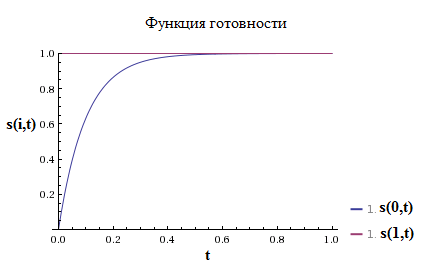 Функция готовности
1.0
0.8
0.6
0.4
0.2
s(i,t)
0.0 0.2 0.4 0.6 0.8 1.0
t
1. s(0,t)
1. s(1,t)